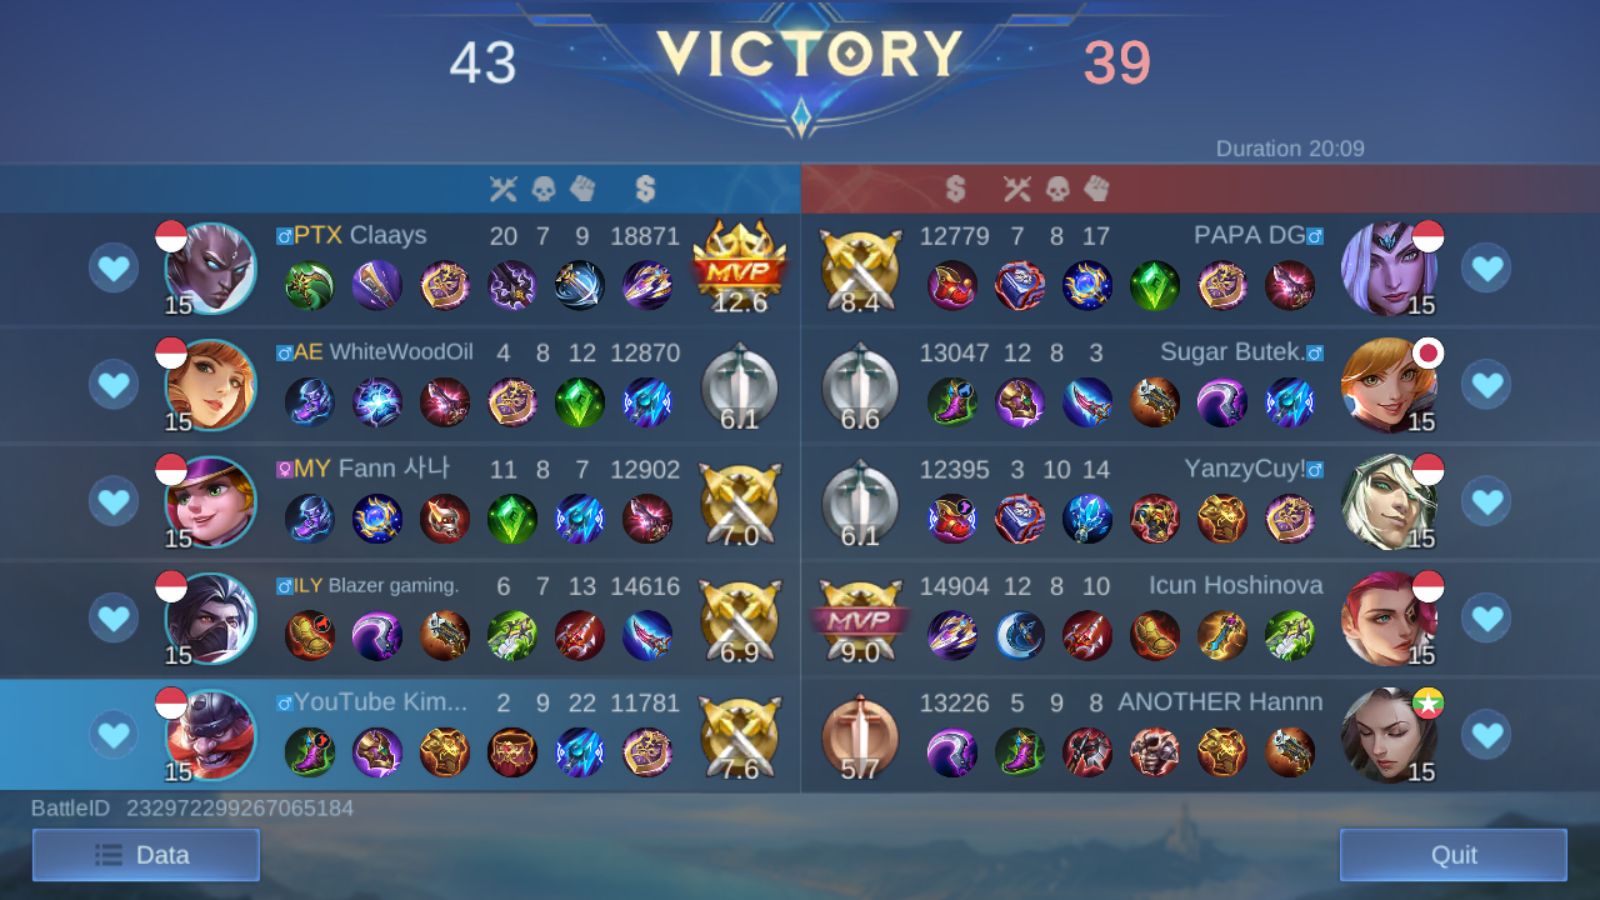 43 VICTORY 39
Duration 20:09
PTX Claays 20 7 9 18871 MVP 12.6 15
8.4 12779 7 8 17 PAPA DG 15
AE WhiteWoodOil 4 8 12 12870 6.1 15
6.6 13047 12 8 3 Sugar Butek. 15
MY Fann 사나 11 8 7 12902 7.0 15
6.1 12395 3 10 14 YanzyCuy! 15
ILY Blazer gaming. 6 7 13 14616 6.9 15
MVP 9.0 14904 12 8 10 Icun Hoshinova 15
YouTube Kim... 2 9 22 11781 7.6 15
5.7 13226 5 9 8 ANOTHER Hannn 15
BattleID 232972299267065184
Data
Quit